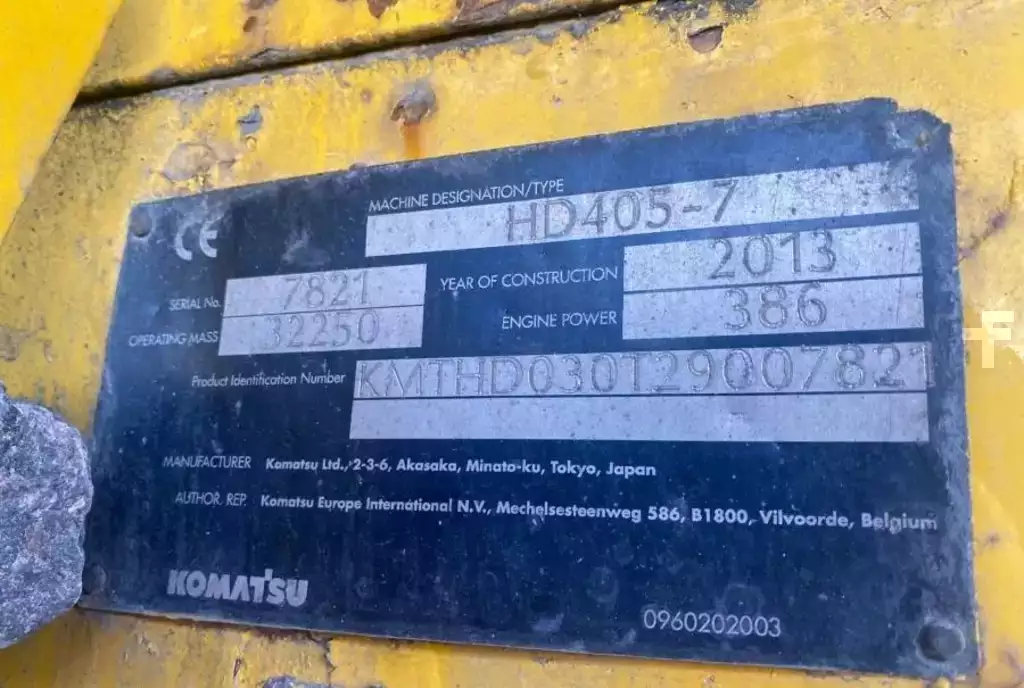 MACHINE DESIGNATION/TYPE HD405-7
CE
SERIAL No. 7821 YEAR OF CONSTRUCTION 2013
OPERATING MASS 32250 ENGINE POWER 386
Product Identification Number KMTHD030T29007821
MANUFACTURER Komatsu Ltd., 2-3-6, Akasaka, Minato-ku, Tokyo, Japan
AUTHOR. REP. Komatsu Europe International N.V., Mechelsesteenweg 586, B1800, Vilvoorde, Belgium
KOMATSU
0960202003